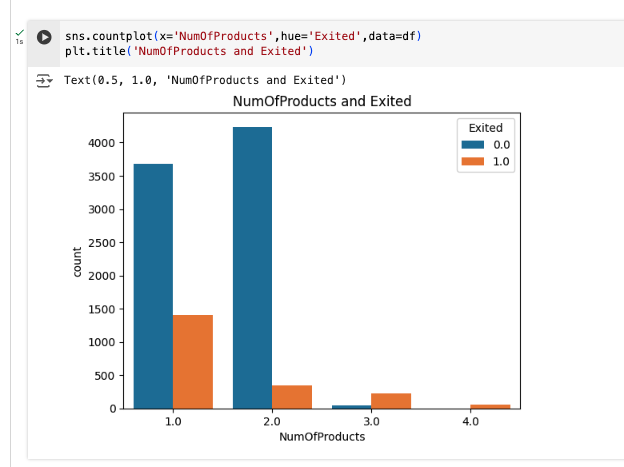 1s
sns.countplot(x='NumOfProducts',hue='Exited',data=df)
plt.title('NumOfProducts and Exited')
Text(0.5, 1.0, 'NumOfProducts and Exited')
NumOfProducts and Exited
Exited
0.0
1.0
4000
3500
3000
2500
2000
1500
1000
500
0
count
1.0 2.0 3.0 4.0
NumOfProducts